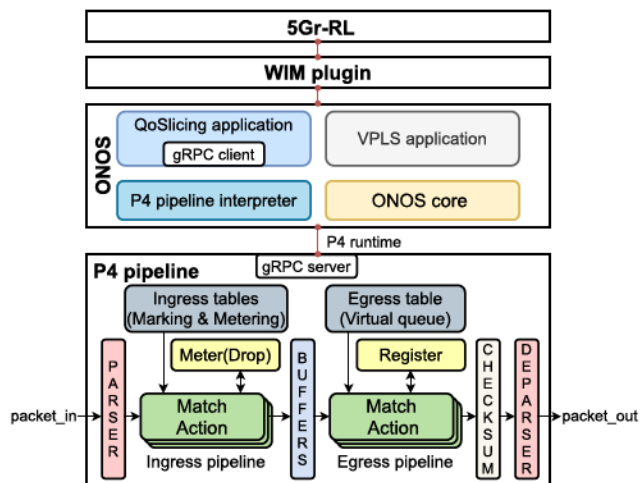 5Gr-RL
WIM plugin
ONOS
QoSlicing application
gRPC client
VPLS application
P4 pipeline interpreter
ONOS core
P4 runtime
P4 pipeline
gRPC server
Ingress tables
(Marking & Metering)
Egress table
(Virtual queue)
Meter(Drop)
Register
packet_in
PARSER
Match
Action
BUFFERS
Match
Action
CHECKSUM
DEPARSER
packet_out
Ingress pipeline
Egress pipeline